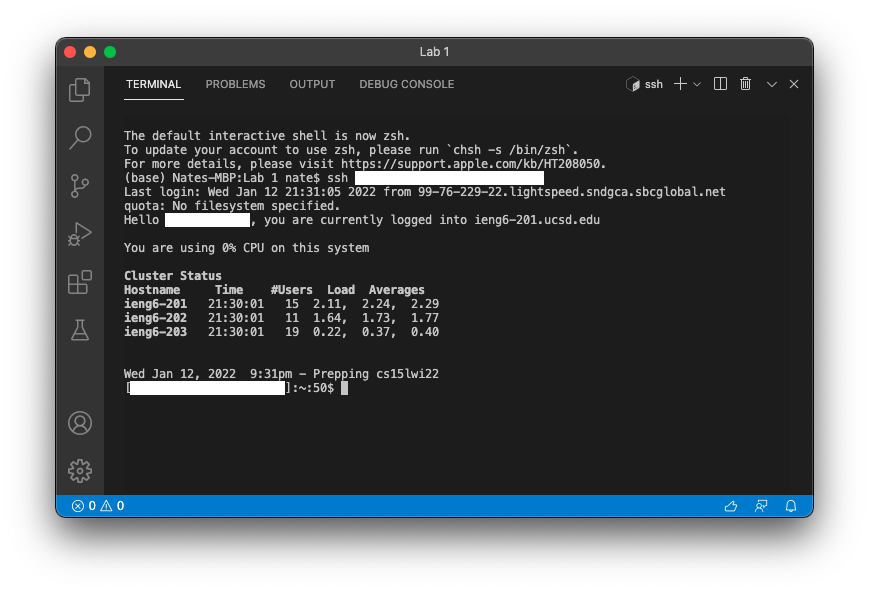 Lab 1
TERMINAL PROBLEMS OUTPUT DEBUG CONSOLE ssh
The default interactive shell is now zsh.
To update your account to use zsh, please run `chsh -s /bin/zsh`.
For more details, please visit https://support.apple.com/kb/HT208050.
(base) Nates-MBP:Lab 1 nate$ ssh
Last login: Wed Jan 12 21:31:05 2022 from 99-76-229-22.lightspeed.sndgca.sbcglobal.net
quota: No filesystem specified.
Hello , you are currently logged into ieng6-201.ucsd.edu
You are using 0% CPU on this system
Cluster Status
Hostname Time #Users Load Averages
ieng6-201 21:30:01 15 2.11, 2.24, 2.29
ieng6-202 21:30:01 11 1.64, 1.73, 1.77
ieng6-203 21:30:01 19 0.22, 0.37, 0.40
Wed Jan 12, 2022 9:31pm - Prepping cs15lwi22
[ ]:~:50$
0 0